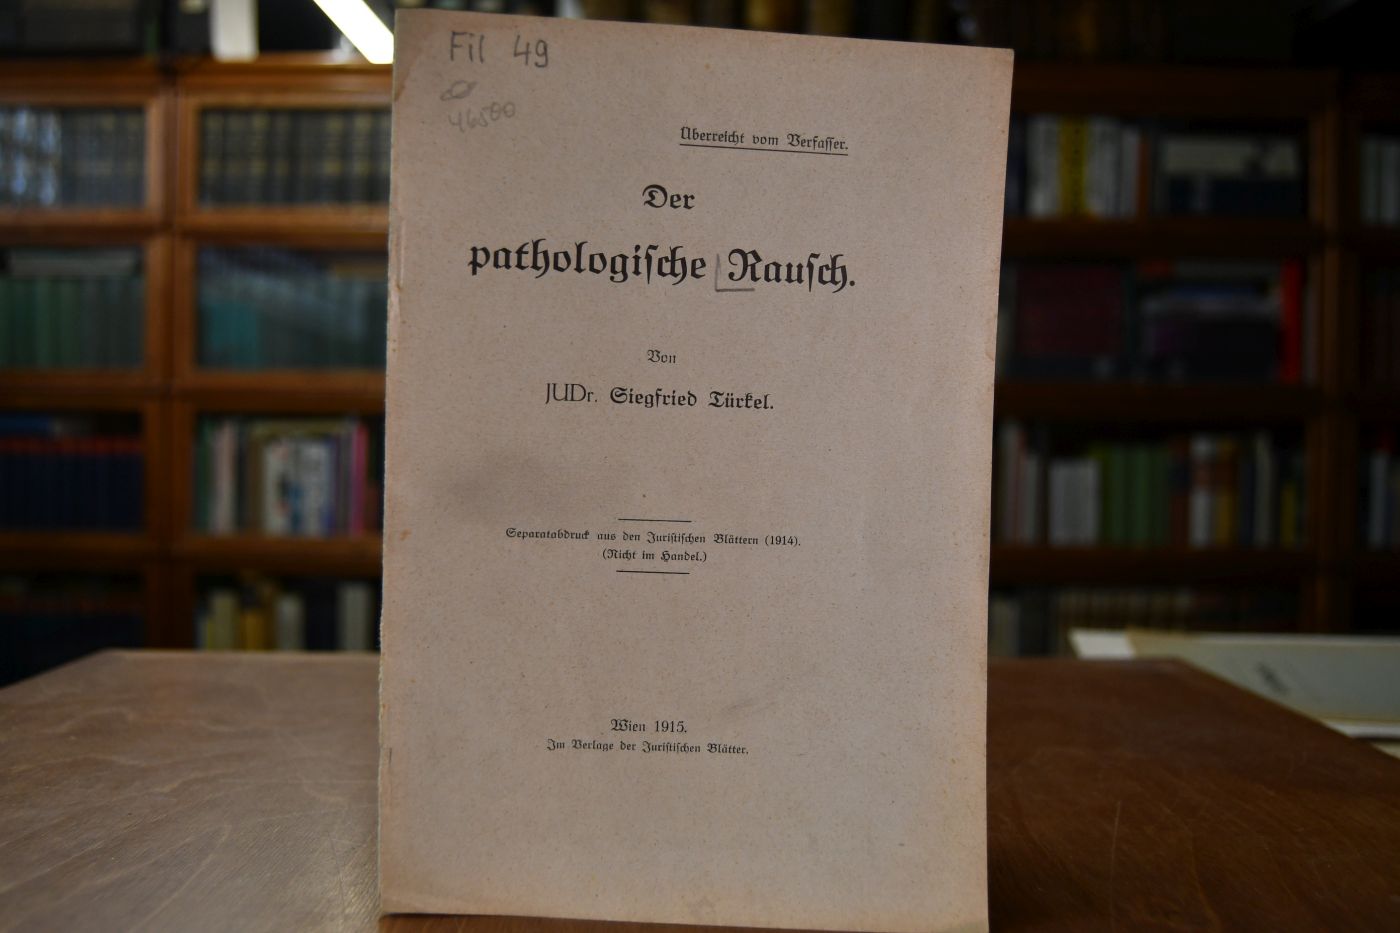 Fil 49
46500
Überreicht vom Verfasser.
Der
pathologische Rausch.
Von
JUDr. Siegfried Türkel.
Separatabdruck aus den Juristischen Blättern (1914).
(Nicht im Handel.)
Wien 1915.
Im Verlage der Juristischen Blätter.